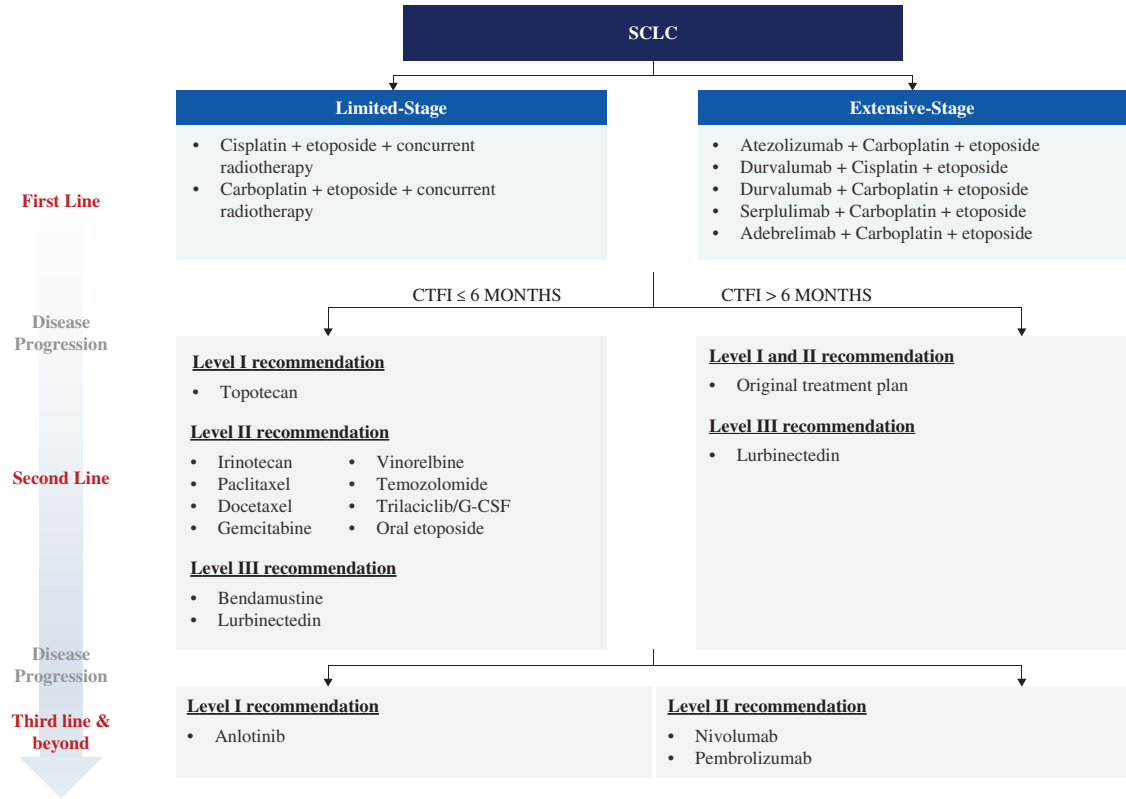 SCLC
Limited-Stage
• Cisplatin + etoposide + concurrent
radiotherapy
• Carboplatin + etoposide + concurrent
radiotherapy
Extensive-Stage
• Atezolizumab + Carboplatin + etoposide
• Durvalumab + Cisplatin + etoposide
• Durvalumab + Carboplatin + etoposide
• Serplulimab + Carboplatin + etoposide
• Adebrelimab + Carboplatin + etoposide
First Line
CTFI ≤ 6 MONTHS
CTFI > 6 MONTHS
Disease
Progression
Level I recommendation
• Topotecan
Level II recommendation
• Irinotecan
• Paclitaxel
• Docetaxel
• Gemcitabine
• Vinorelbine
• Temozolomide
• Trilaciclib/G-CSF
• Oral etoposide
Level III recommendation
• Bendamustine
• Lurbinectedin
Level I and II recommendation
• Original treatment plan
Level III recommendation
• Lurbinectedin
Second Line
Disease
Progression
Third line &
beyond
Level I recommendation
• Anlotinib
Level II recommendation
• Nivolumab
• Pembrolizumab